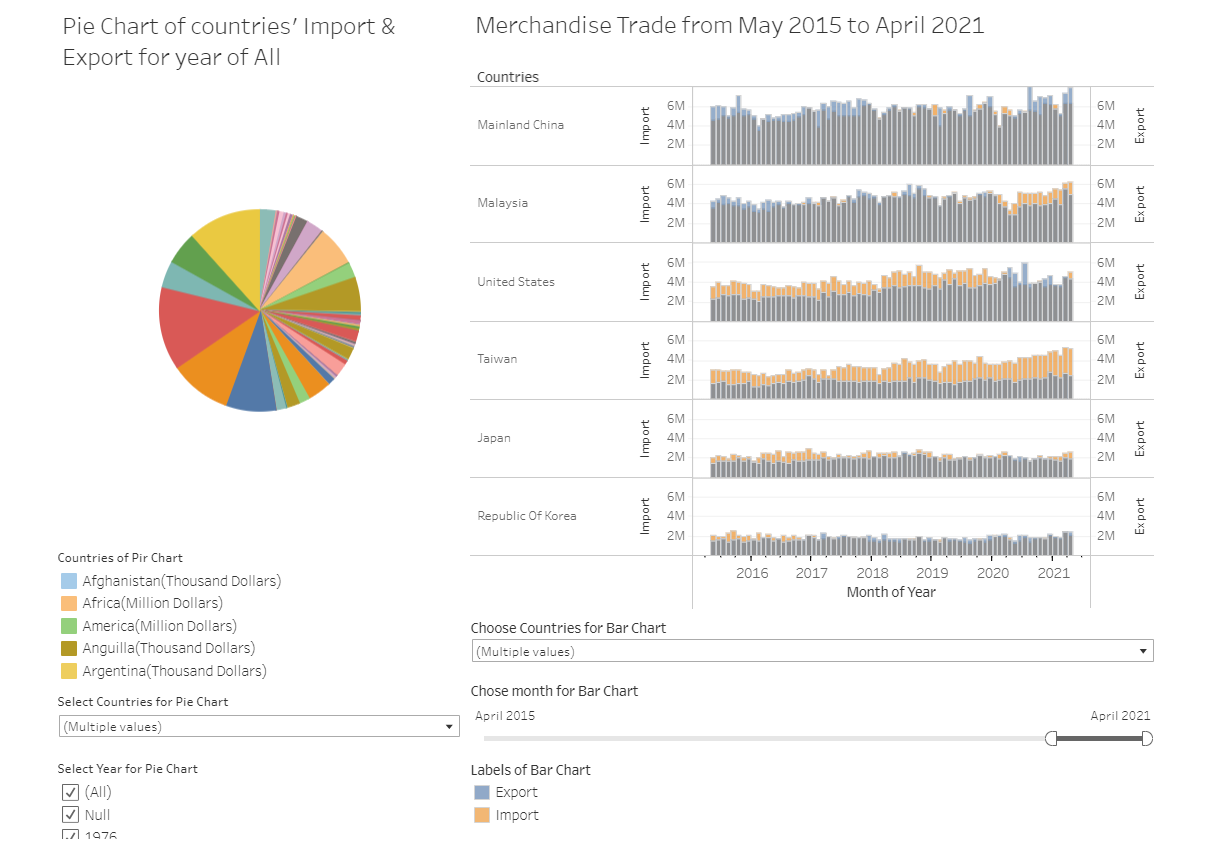 Pie Chart of countries' Import &
Export for year of All
Merchandise Trade from May 2015 to April 2021
Countries
Mainland China
Import
6M
4M
2M
6M
4M
2M
Export
Malaysia
Import
6M
4M
2M
6M
4M
2M
Export
United States
Import
6M
4M
2M
6M
4M
2M
Export
Taiwan
Import
6M
4M
2M
6M
4M
2M
Export
Japan
Import
6M
4M
2M
6M
4M
2M
Export
Republic Of Korea
Import
6M
4M
2M
6M
4M
2M
Export
2016 2017 2018 2019 2020 2021
Month of Year
Countries of Pir Chart
Afghanistan(Thousand Dollars)
Africa(Million Dollars)
America(Million Dollars)
Anguilla(Thousand Dollars)
Argentina(Thousand Dollars)
Select Countries for Pie Chart
(Multiple values)
Select Year for Pie Chart
(All)
Null
1976
Choose Countries for Bar Chart
(Multiple values)
Chose month for Bar Chart
April 2015 April 2021
Labels of Bar Chart
Export
Import